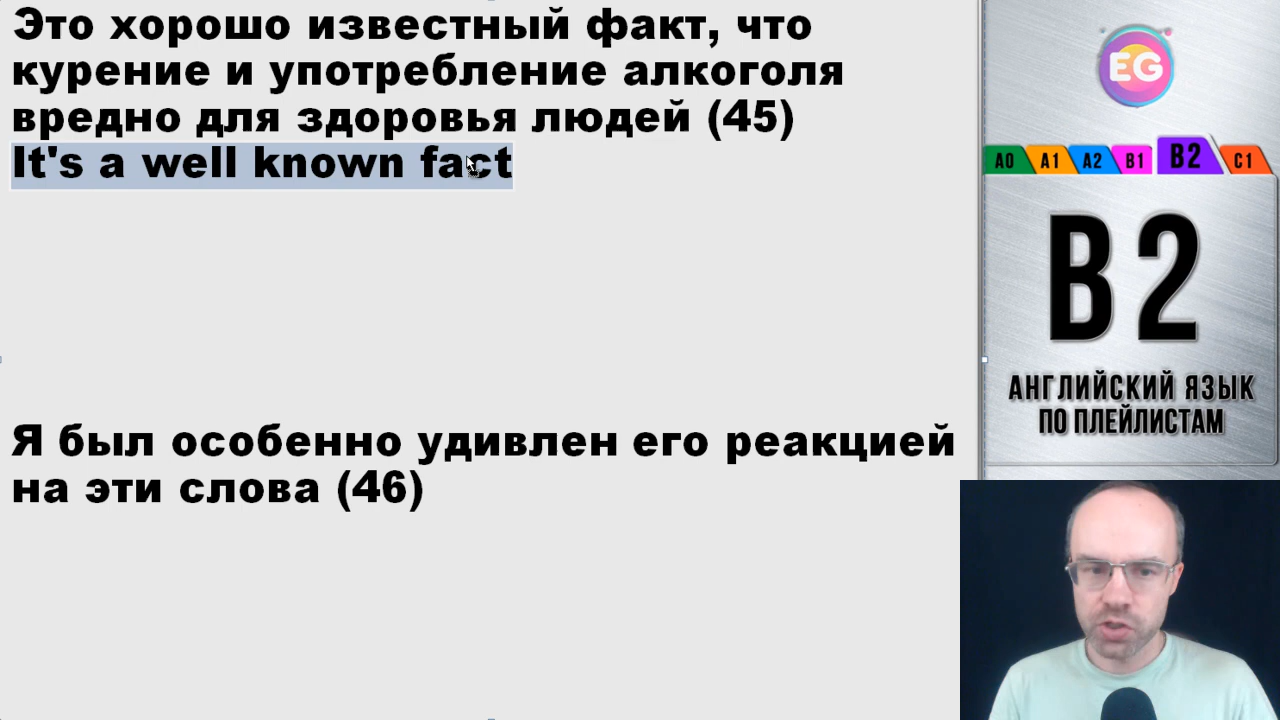 Это хорошо известный факт, что
курение и употребление алкоголя
вредно для здоровья людей (45)
It's a well known fact
Я был особенно удивлен его реакцией
на эти слова (46)
EG
A0 A1 A2 B1 B2 C1
B2
АНГЛИЙСКИЙ ЯЗЫК
ПО ПЛЕЙЛИСТАМ